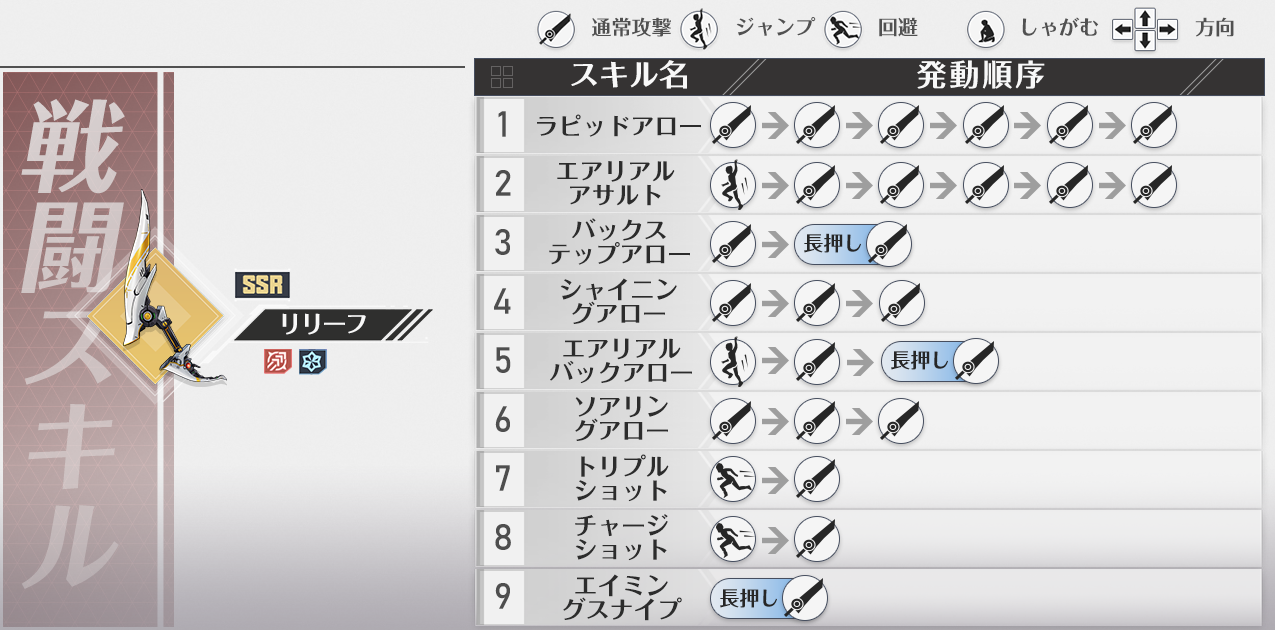 通常攻撃 ジャンプ 回避 しゃがむ 方向
戦闘スキル
SSR
リリーフ
スキル名 発動順序
1 ラピッドアロー
2 エアリアル
アサルト
3 バックス
テップアロー 長押し
4 シャイニン
グアロー
5 エアリアル
バックアロー 長押し
6 ソアリン
グアロー
7 トリプル
ショット
8 チャージ
ショット
9 エイミン
グスナイプ 長押し